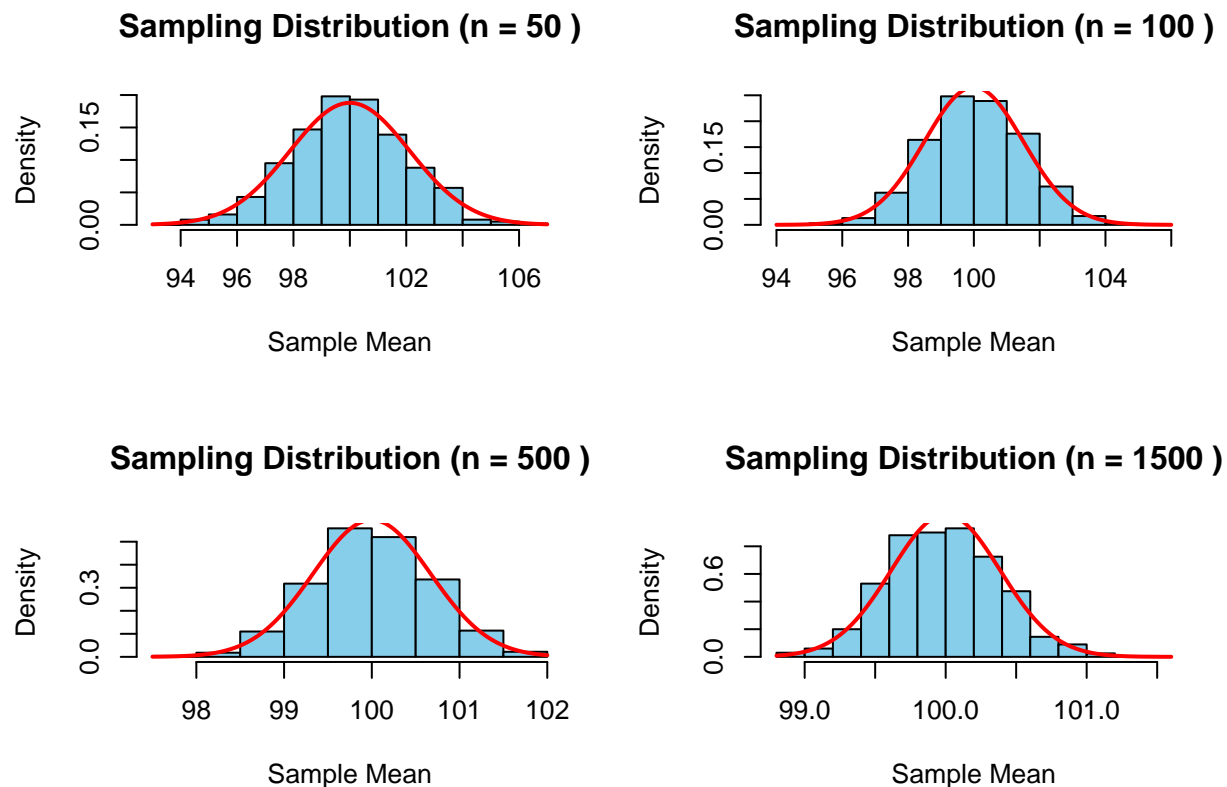 Sampling Distribution (n = 50 )
Density
0.00 0.15
94 96 98 100 102 106
Sample Mean
Sampling Distribution (n = 100 )
Density
0.00 0.15
94 96 98 100 104
Sample Mean
Sampling Distribution (n = 500 )
Density
0.0 0.3
98 99 100 101 102
Sample Mean
Sampling Distribution (n = 1500 )
Density
0.0 0.6
99.0 100.0 101.0
Sample Mean